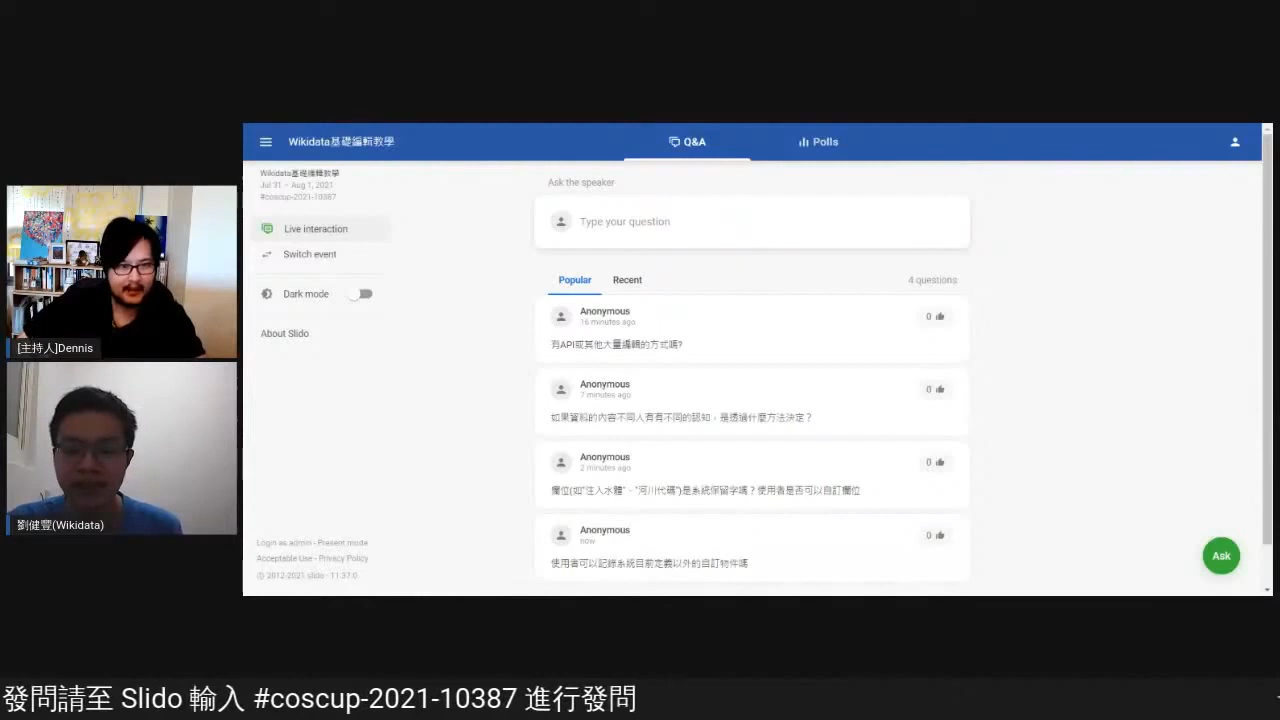 Wikidata基礎編輯教學
Q&A
Polls
Wikidata基礎編輯教學
Jul 31 – Aug 1, 2021
#coscup-2021-10387
Live interaction
Switch event
Dark mode
About Slido
Login as admin - Present mode
Acceptable Use - Privacy Policy
© 2012-2021 slido - 11.37.0
Ask the speaker
Type your question
Popular
Recent
4 questions
Anonymous
16 minutes ago
0
有API或其他大量編輯的方式嗎?
Anonymous
7 minutes ago
0
如果資料的內容不同人有有不同的認知，是透過什麼方法決定？
Anonymous
2 minutes ago
0
欄位(如"注入水體"、"河川代碼")是系統保留字嗎？使用者是否可以自訂欄位
Anonymous
now
0
使用者可以記錄系統目前定義以外的自訂物件嗎
Ask
[主持人]Dennis
劉健豐(Wikidata)
發問請至 Slido 輸入 #coscup-2021-10387 進行發問